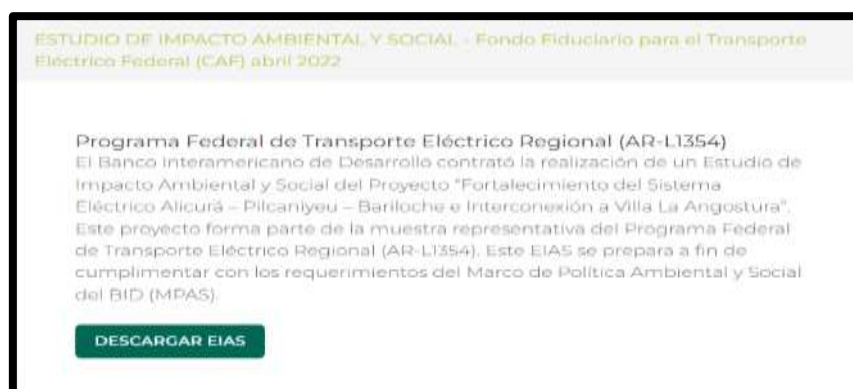 ESTUDIO DE IMPACTO AMBIENTAL Y SOCIAL - Fondo Fiduciario para el Transporte
Eléctrico Federal (CAF) abril 2022
Programa Federal de Transporte Eléctrico Regional (AR-L1354)
El Banco Interamericano de Desarrollo contrató la realización de un Estudio de
Impacto Ambiental y Social del Proyecto "Fortalecimiento del Sistema
Eléctrico Alicurá – Pilcaniyeu – Bariloche e Interconexión a Villa La Angostura".
Este proyecto forma parte de la muestra representativa del Programa Federal
de Transporte Eléctrico Regional (AR-L1354). Este EIAS se prepara a fin de
cumplimentar con los requerimientos del Marco de Política Ambiental y Social
del BID (MPAS).
DESCARGAR EIAS